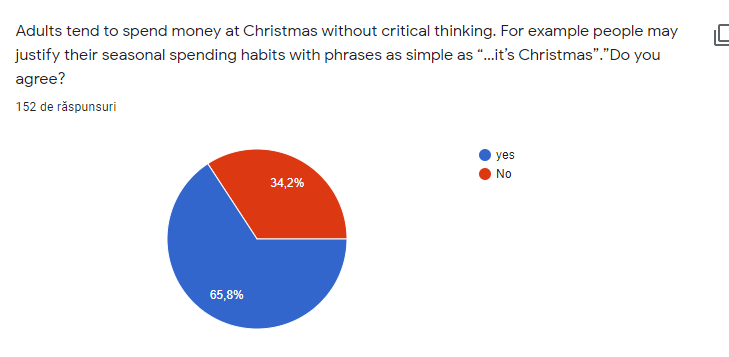 Adults tend to spend money at Christmas without critical thinking. For example people may
justify their seasonal spending habits with phrases as simple as “...it’s Christmas”.”Do you
agree?
152 de răspunsuri
yes
No
34,2%
65,8%